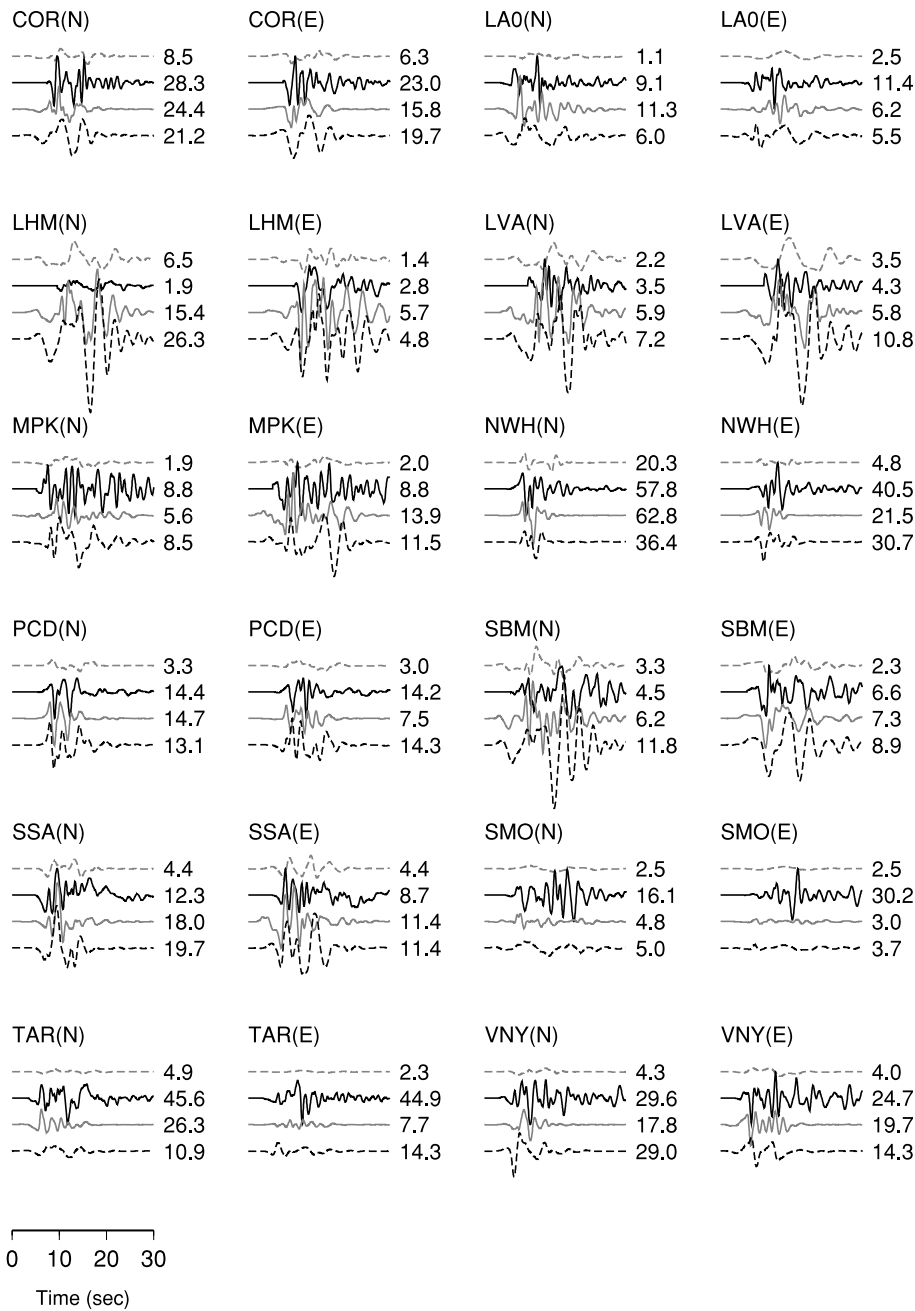 COR(N) COR(E) LA0(N) LA0(E)
8.5 6.3 1.1 2.5
28.3 23.0 9.1 11.4
24.4 15.8 11.3 6.2
21.2 19.7 6.0 5.5
LHM(N) LHM(E) LVA(N) LVA(E)
6.5 1.4 2.2 3.5
1.9 2.8 3.5 4.3
15.4 5.7 5.9 5.8
26.3 4.8 7.2 10.8
MPK(N) MPK(E) NWH(N) NWH(E)
1.9 2.0 20.3 4.8
8.8 8.8 57.8 40.5
5.6 13.9 62.8 21.5
8.5 11.5 36.4 30.7
PCD(N) PCD(E) SBM(N) SBM(E)
3.3 3.0 3.3 2.3
14.4 14.2 4.5 6.6
14.7 7.5 6.2 7.3
13.1 14.3 11.8 8.9
SSA(N) SSA(E) SMO(N) SMO(E)
4.4 4.4 2.5 2.5
12.3 8.7 16.1 30.2
18.0 11.4 4.8 3.0
19.7 11.4 5.0 3.7
TAR(N) TAR(E) VNY(N) VNY(E)
4.9 2.3 4.3 4.0
45.6 44.9 29.6 24.7
26.3 7.7 17.8 19.7
10.9 14.3 29.0 14.3
0 10 20 30
Time (sec)